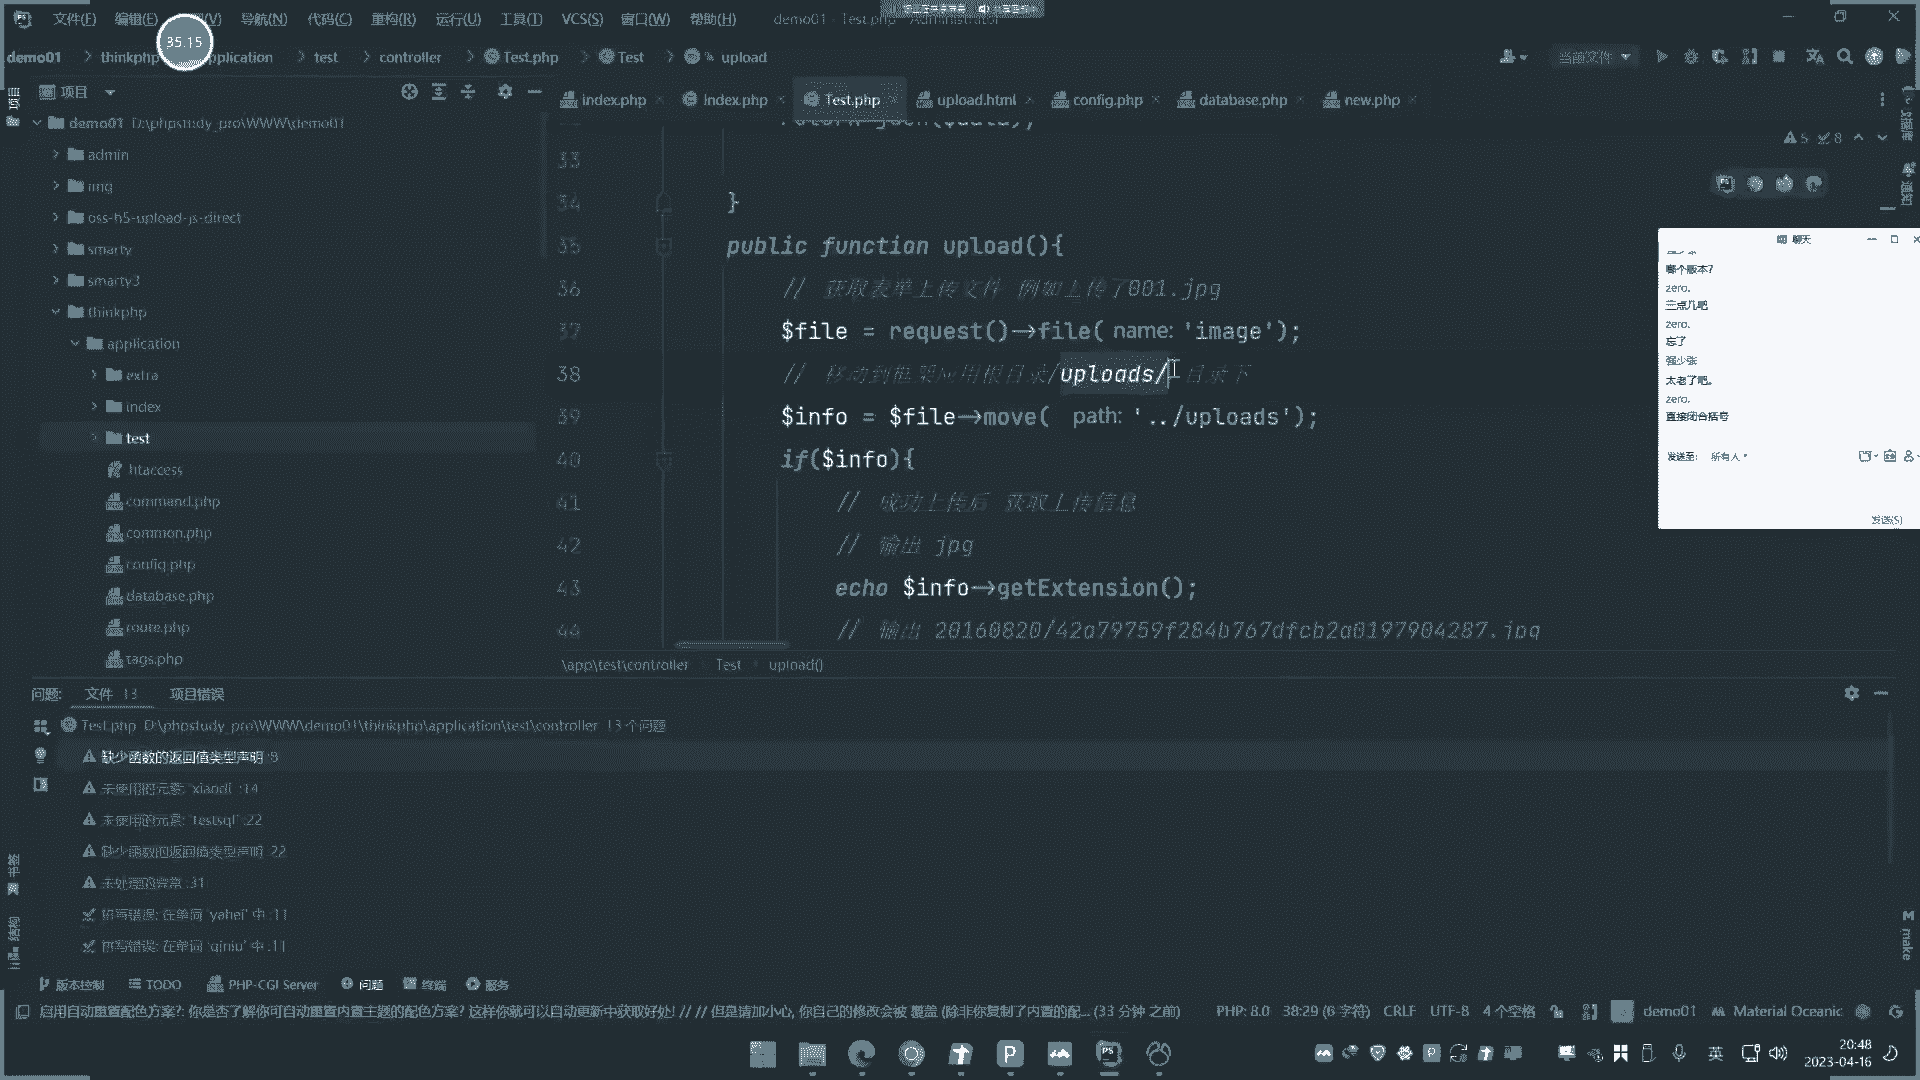 文件(F) 编辑(E) 导航(N) 代码(C) 重构(R) 运行(U) 工具(T) VCS(S) 窗口(W) 帮助(H) demo01 - Test.php - Administrator
35.15
demo01 thinkphp application test controller Test.php Test upload
当前文件
项目
index.php Index.php Test.php upload.html config.php database.php new.php
demo01 D:\phpstudy_pro\WWW\demo01
admin
img
oss-h5-upload-js-direct
smarty
smarty3
thinkphp
application
extra
index
test
.htaccess
command.php
common.php
config.php
database.php
route.php
tags.php
return json($data);
5 8
33
34 }
35 public function upload(){
36 // 获取表单上传文件 例如上传了001.jpg
37 $file = request()->file( name: 'image');
38 // 移动到框架应用根目录/uploads/ 目录下
39 $info = $file->move( path: '../uploads');
40 if($info){
41 // 成功上传后 获取上传信息
42 // 输出 jpg
43 echo $info->getExtension();
44 // 输出 20160820/42a79759f284b767dfcb2a0197904287.jpg
\app\test\controller Test upload()
聊天
哪个版本?
zero.
三点几吧
zero.
忘了
强少张
太老了吧。
zero.
直接闭合括号
发送至: 所有人
发送(S)
问题: 文件 13 项目错误
Test.php D:\phpstudy_pro\WWW\demo01\thinkphp\application\test\controller 13 个问题
缺少函数的返回值类型声明 :8
未使用的元素: 'xiaodi' :14
未使用的元素: 'testsql' :22
缺少函数的返回值类型声明 :22
未处理的异常 :31
拼写错误: 在单词 'yahei' 中 :11
拼写错误: 在单词 'qiniu' 中 :11
书签
结构
make
版本控制 TODO PHP-CGI Server 问题 终端 服务
启用自动重置配色方案?: 你是否了解你可自动重置内置主题的配色方案? 这样你就可以自动更新中获取好处! // // 但是请加小心, 你自己的修改会被 覆盖 (除非你复制了内置的配... (33 分钟 之前) PHP: 8.0 38:29 (6 字符) CRLF UTF-8 4 个空格 demo01 Material Oceanic
英
20:48
2023-04-16